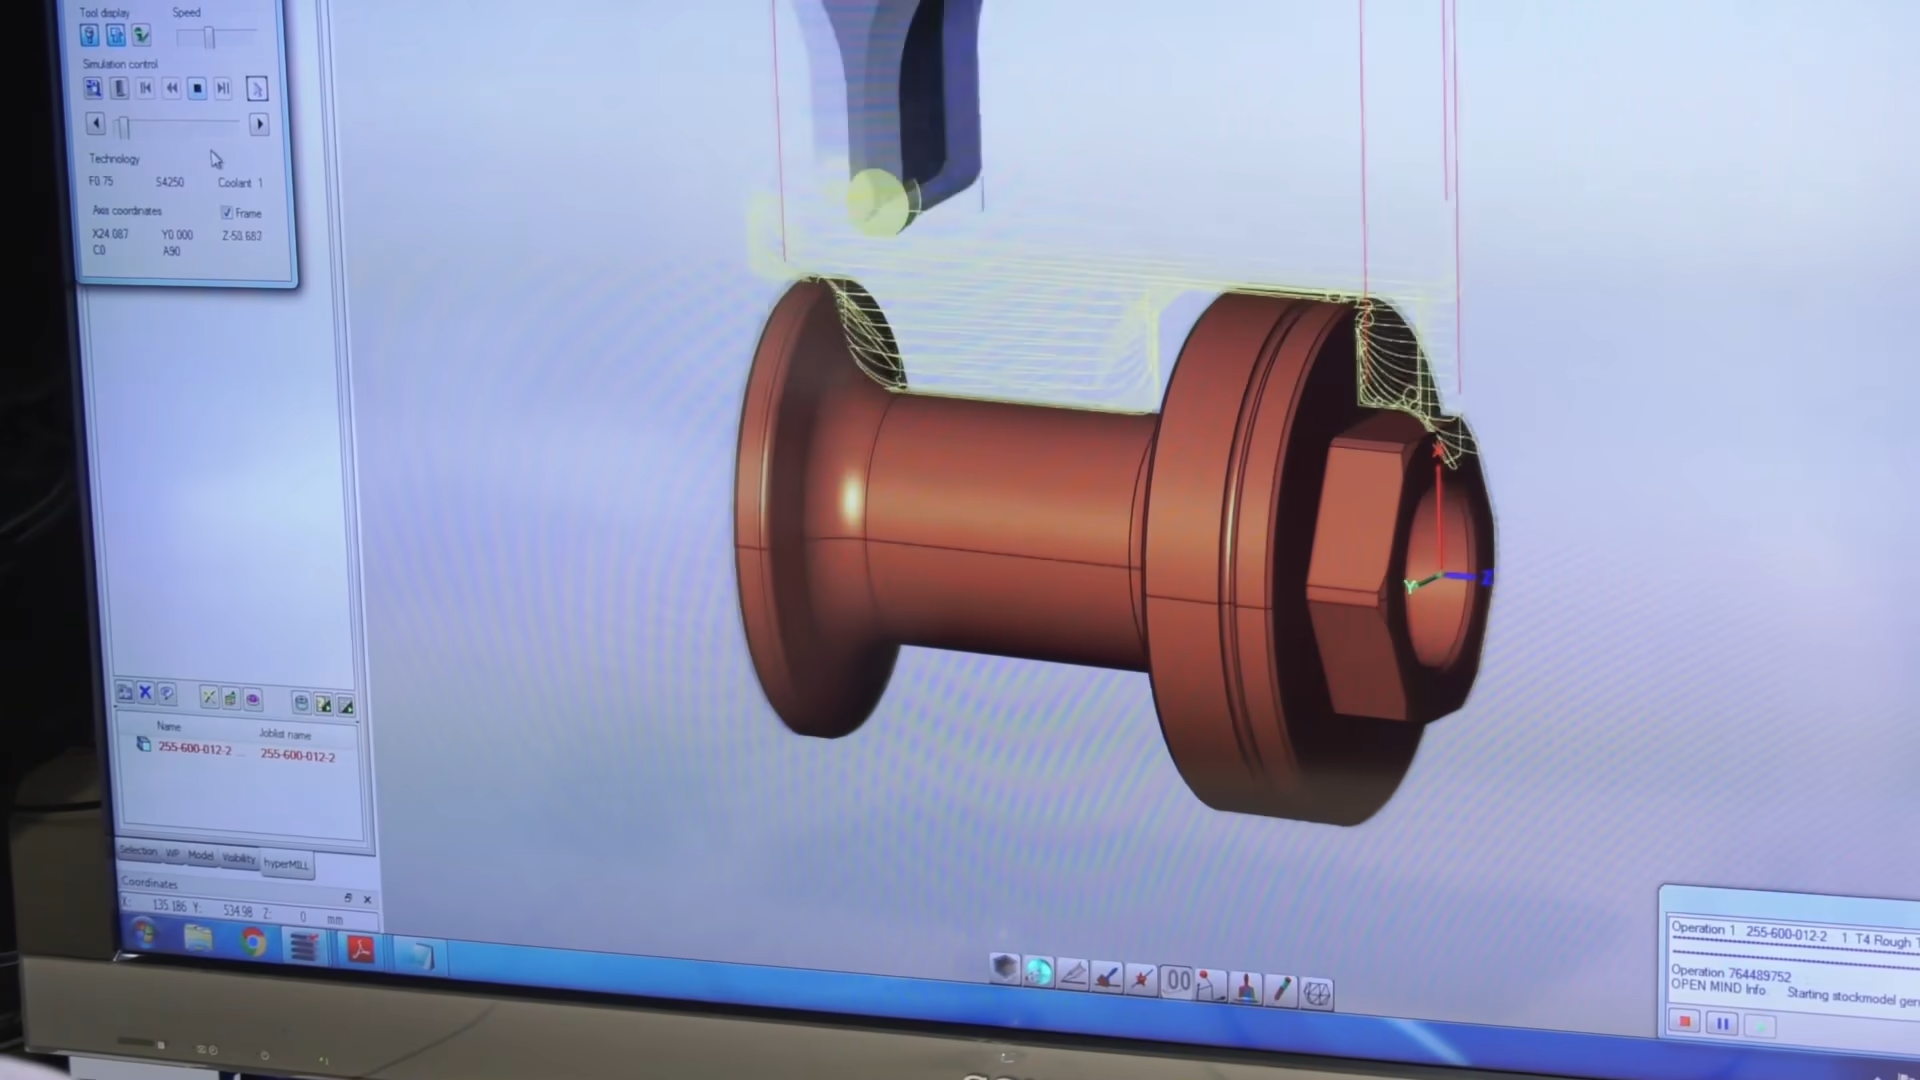 Tool display Speed
Simulation control
Technology
F0.75 S4250 Coolant 1
Axis coordinates Frame
X24.087 Y0.000 Z-50.682
C0 A90
X
Y
Z
Name Joblist name
255-600-012-2 ... 255-600-012-2
Selection WP Model Visibility hyperMILL
Coordinates
X: 135.186 Y: 534.98 Z: 0 mm
Operation 1 255-600-012-2 1 T4 Rough T
Operation 764489752
OPEN MIND Info: Starting stockmodel gen